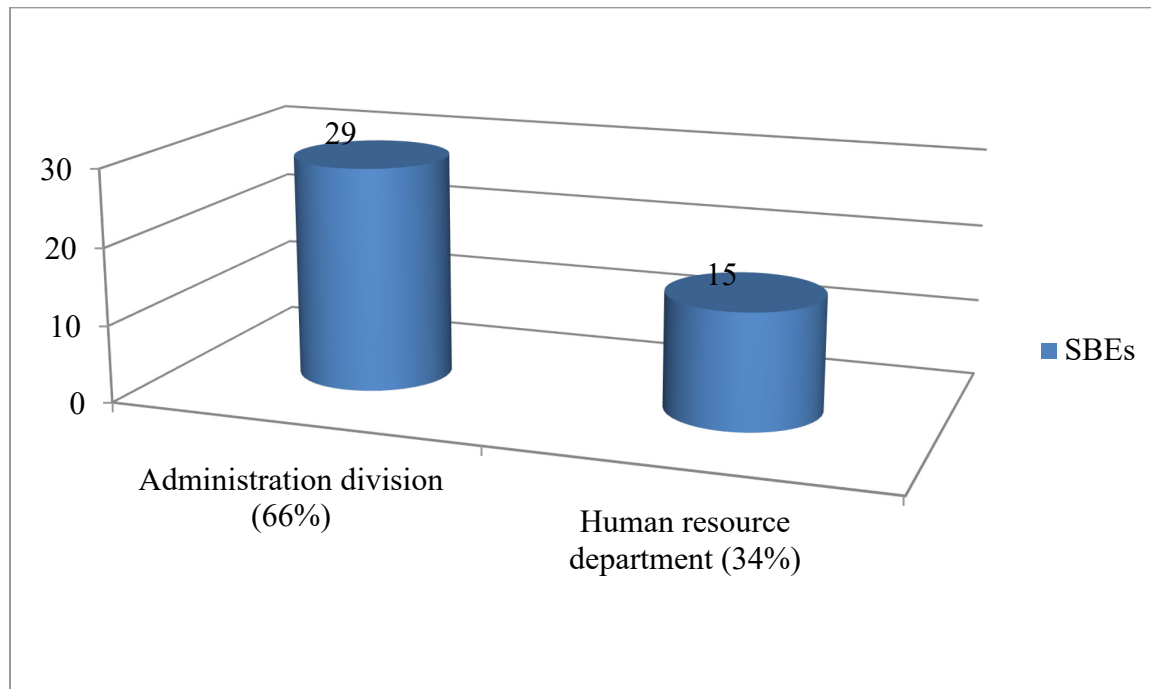 29
30
15
20
10
SBEs
0
Administration division
(66%)
Human resource
department (34%)